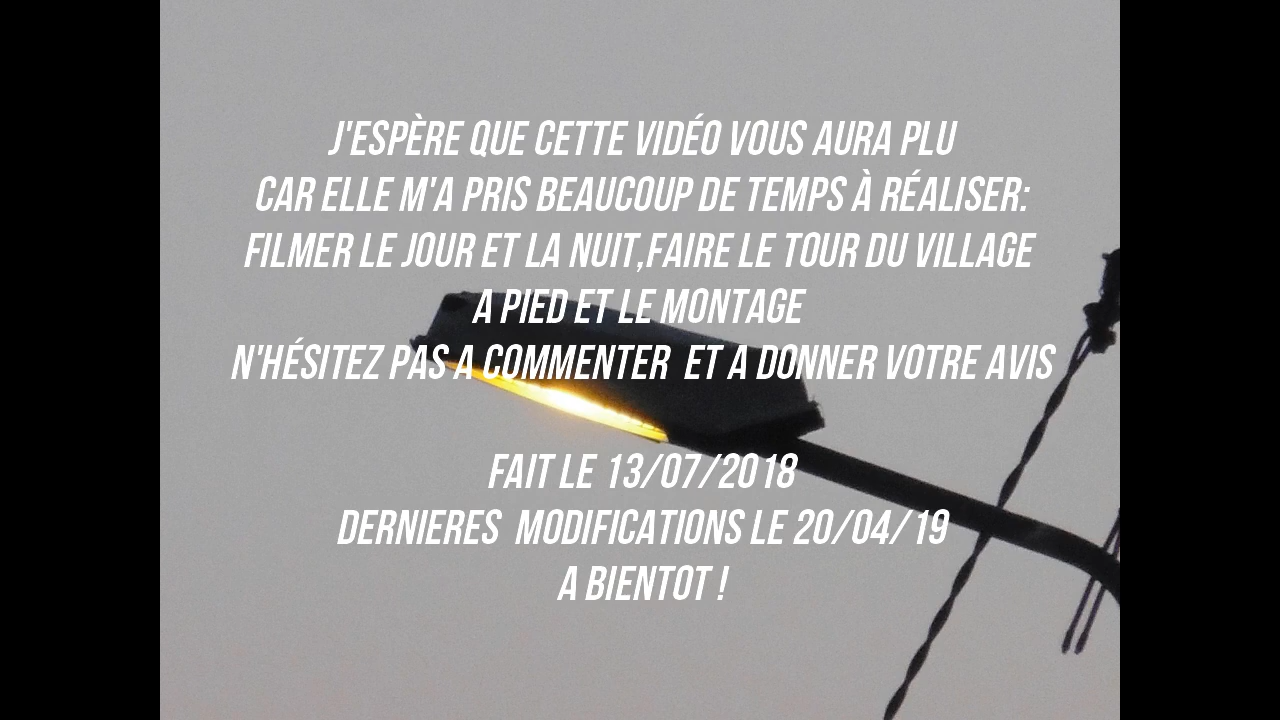 J'ESPÈRE QUE CETTE VIDÉO VOUS AURA PLU
CAR ELLE M'A PRIS BEAUCOUP DE TEMPS À RÉALISER:
FILMER LE JOUR ET LA NUIT,FAIRE LE TOUR DU VILLAGE
A PIED ET LE MONTAGE
N'HÉSITEZ PAS A COMMENTER  ET A DONNER VOTRE AVIS
FAIT LE 13/07/2018
DERNIERES  MODIFICATIONS LE 20/04/19
A BIENTOT !